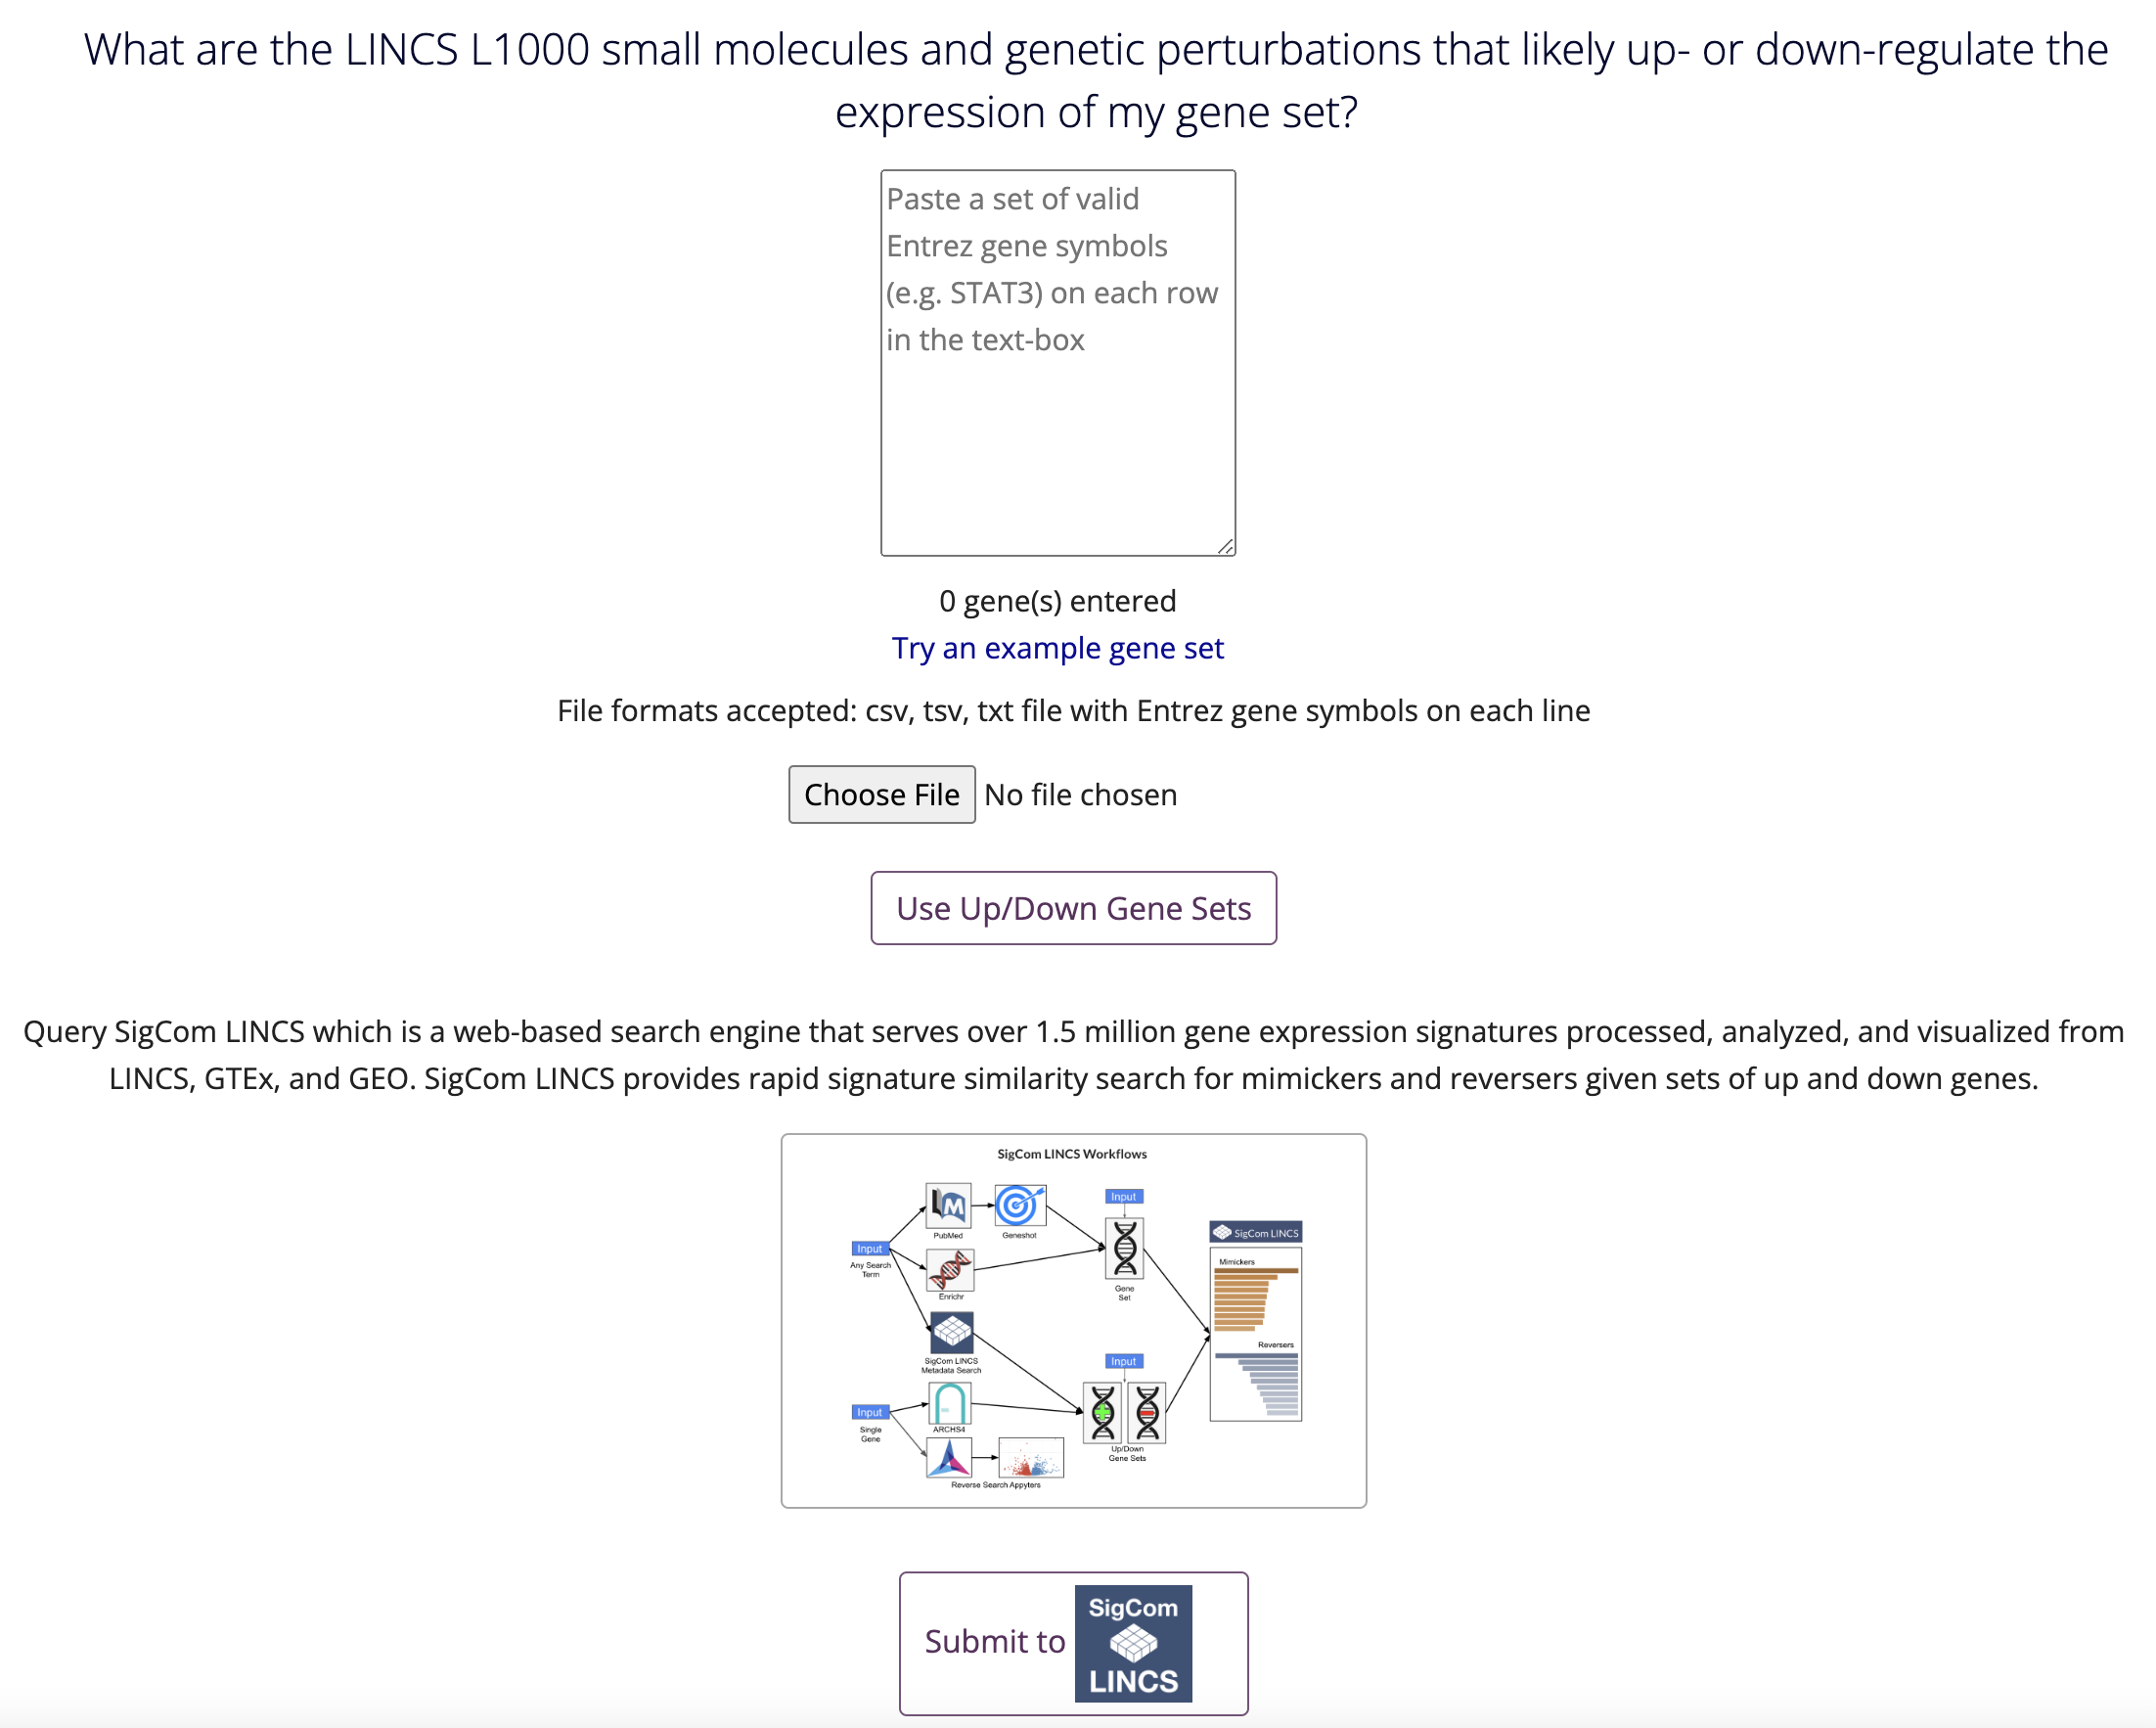 What are the LINCS L1000 small molecules and genetic perturbations that likely up- or down-regulate the
expression of my gene set?
Paste a set of valid
Entrez gene symbols
(e.g. STAT3) on each row
in the text-box
0 gene(s) entered
Try an example gene set
File formats accepted: csv, tsv, txt file with Entrez gene symbols on each line
Choose File No file chosen
Use Up/Down Gene Sets
Query SigCom LINCS which is a web-based search engine that serves over 1.5 million gene expression signatures processed, analyzed, and visualized from
LINCS, GTEx, and GEO. SigCom LINCS provides rapid signature similarity search for mimickers and reversers given sets of up and down genes.
SigCom LINCS Workflows
Input
Any Search
Term
M
PubMed
Geneshot
Enrichr
SigCom LINCS
Metadata Search
Input
Single
Gene
ARCHS4
Reverse Search Appyters
Input
Gene
Set
Input
Up/Down
Gene Sets
SigCom LINCS
Mimickers
Reversers
Submit to
SigCom
LINCS